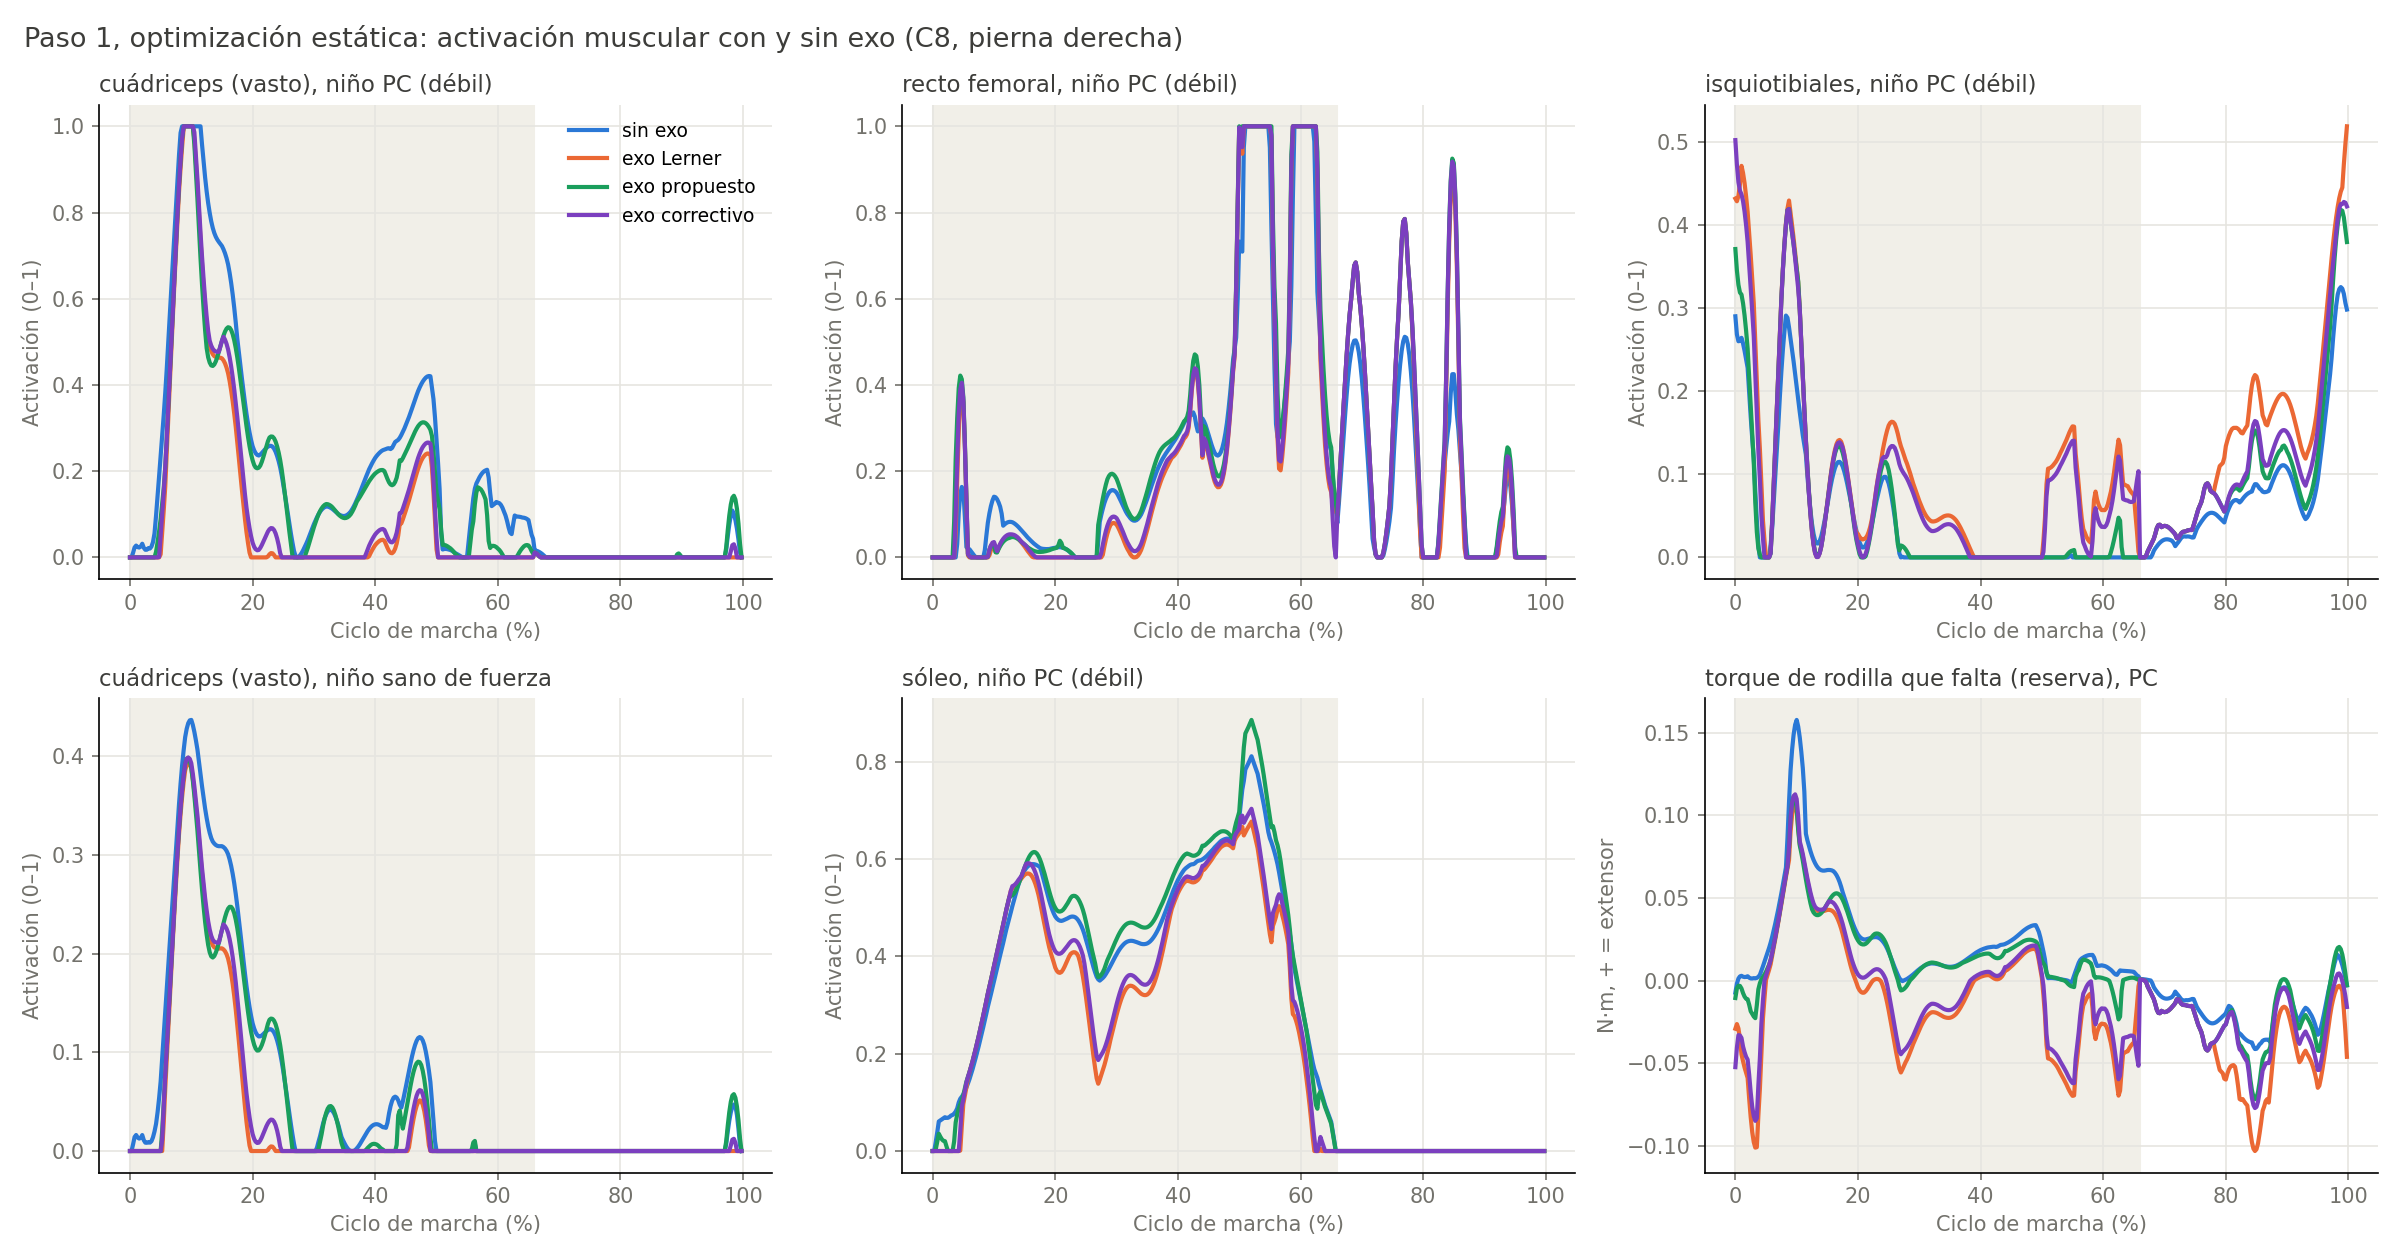 Paso 1, optimización estática: activación muscular con y sin exo (C8, pierna derecha)
cuádriceps (vasto), niño PC (débil)
Activación (0–1)
1.0
0.8
0.6
0.4
0.2
0.0
sin exo
exo Lerner
exo propuesto
exo correctivo
0 20 40 60 80 100
Ciclo de marcha (%)
recto femoral, niño PC (débil)
Activación (0–1)
1.0
0.8
0.6
0.4
0.2
0.0
0 20 40 60 80 100
Ciclo de marcha (%)
isquiotibiales, niño PC (débil)
Activación (0–1)
0.5
0.4
0.3
0.2
0.1
0.0
0 20 40 60 80 100
Ciclo de marcha (%)
cuádriceps (vasto), niño sano de fuerza
Activación (0–1)
0.4
0.3
0.2
0.1
0.0
0 20 40 60 80 100
Ciclo de marcha (%)
sóleo, niño PC (débil)
Activación (0–1)
0.8
0.6
0.4
0.2
0.0
0 20 40 60 80 100
Ciclo de marcha (%)
torque de rodilla que falta (reserva), PC
N·m, + = extensor
0.15
0.10
0.05
0.00
−0.05
−0.10
0 20 40 60 80 100
Ciclo de marcha (%)